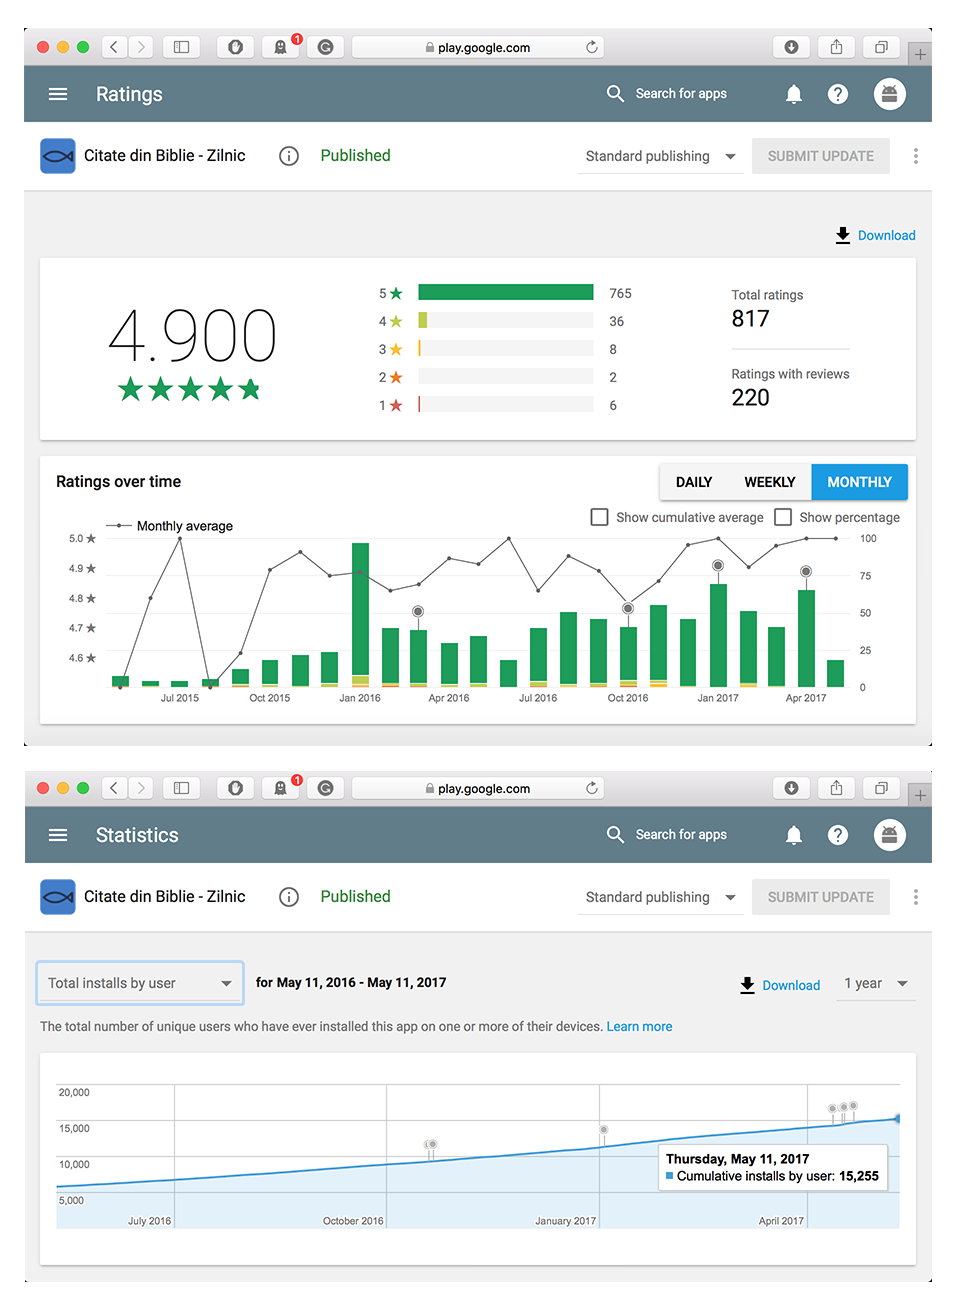 1
play.google.com
Ratings
Search for apps
Citate din Biblie - Zilnic
Published
Standard publishing
SUBMIT UPDATE
Download
4.900
5 765
4 36
3 8
2 2
1 6
Total ratings
817
Ratings with reviews
220
Ratings over time
DAILY WEEKLY MONTHLY
Monthly average
Show cumulative average Show percentage
5.0 100
4.9 75
4.8 50
4.7 25
4.6 0
Jul 2015 Oct 2015 Jan 2016 Apr 2016 Jul 2016 Oct 2016 Jan 2017 Apr 2017
1
play.google.com
Statistics
Search for apps
Citate din Biblie - Zilnic
Published
Standard publishing
SUBMIT UPDATE
Total installs by user
for May 11, 2016 - May 11, 2017
Download
1 year
The total number of unique users who have ever installed this app on one or more of their devices. Learn more
20,000
15,000
10,000
5,000
Thursday, May 11, 2017
Cumulative installs by user: 15,255
July 2016 October 2016 January 2017 April 2017